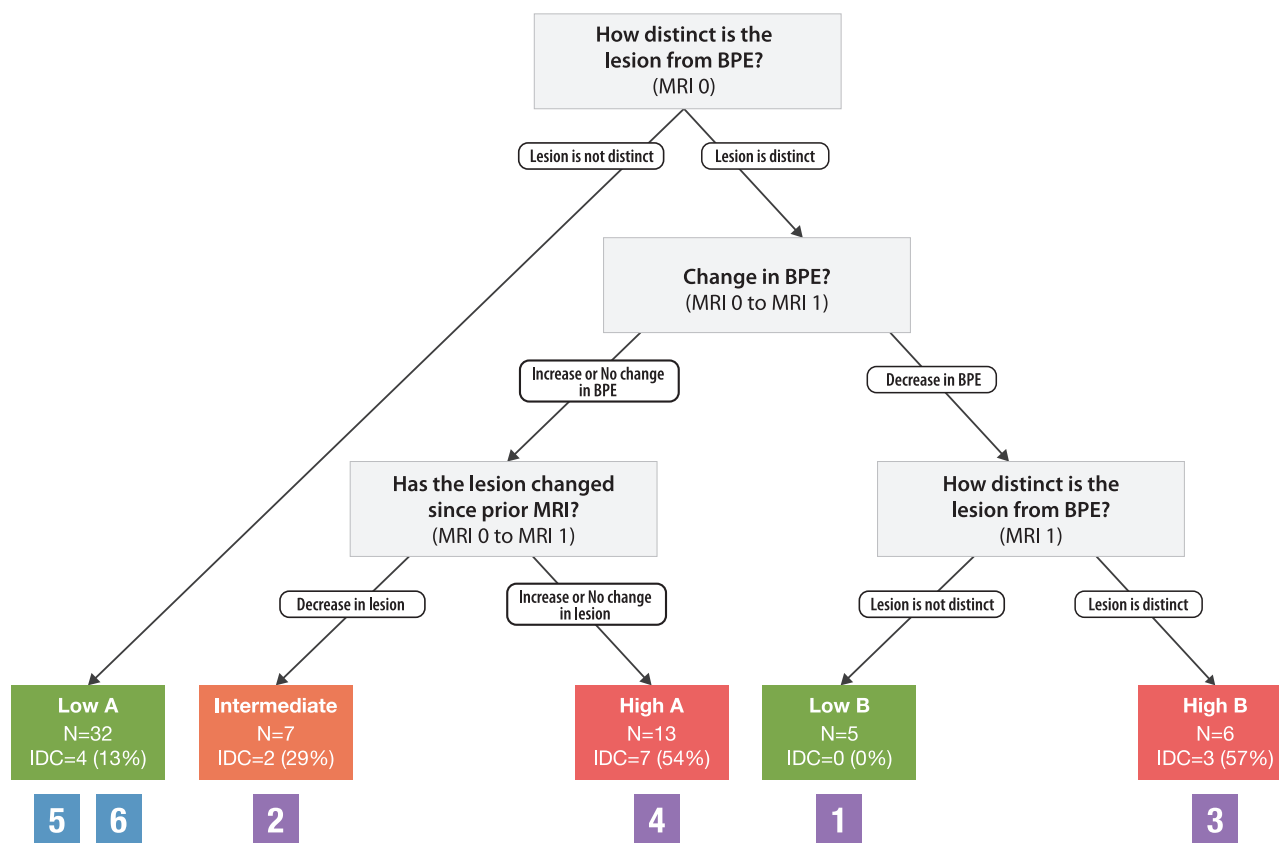 How distinct is the
lesion from BPE?
(MRI 0)
Lesion is not distinct
Lesion is distinct
Change in BPE?
(MRI 0 to MRI 1)
Increase or No change
in BPE
Decrease in BPE
Has the lesion changed
since prior MRI?
(MRI 0 to MRI 1)
How distinct is the
lesion from BPE?
(MRI 1)
Decrease in lesion
Increase or No change
in lesion
Lesion is not distinct
Lesion is distinct
Low A
N=32
IDC=4 (13%)
Intermediate
N=7
IDC=2 (29%)
High A
N=13
IDC=7 (54%)
Low B
N=5
IDC=0 (0%)
High B
N=6
IDC=3 (57%)
5
6
2
4
1
3